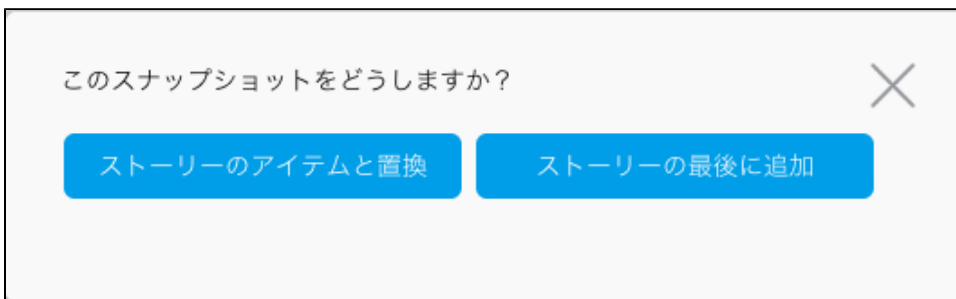 このスナップショットをどうしますか？
ストーリーのアイテムと置換
ストーリーの最後に追加